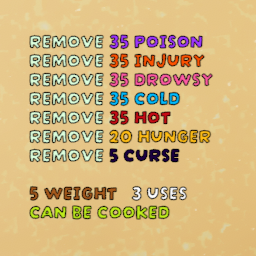 REMOVE 35 POISON
REMOVE 35 INJURY
REMOVE 35 DROWSY
REMOVE 35 COLD
REMOVE 35 HOT
REMOVE 20 HUNGER
REMOVE 5 CURSE
5 WEIGHT 3 USES
CAN BE COOKED